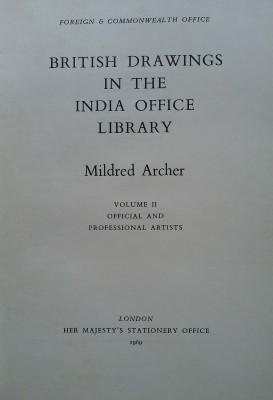 FOREIGN & COMMONWEALTH OFFICE
BRITISH DRAWINGS
IN THE
INDIA OFFICE
LIBRARY
Mildred Archer
VOLUME II
OFFICIAL AND
PROFESSIONAL ARTISTS
LONDON
HER MAJESTY'S STATIONERY OFFICE
1969